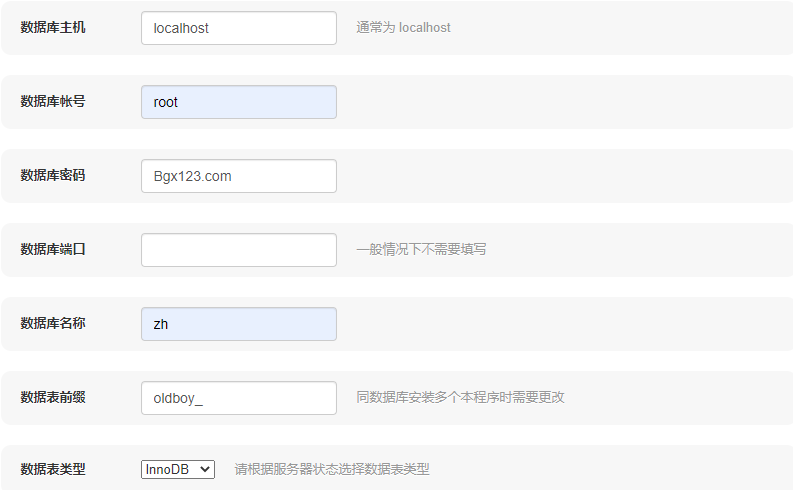 数据库主机 localhost 通常为 localhost
数据库帐号 root
数据库密码 Bgx123.com
数据库端口 一般情况下不需要填写
数据库名称 zh
数据表前缀 oldboy_ 同数据库安装多个本程序时需要更改
数据表类型 InnoDB 请根据服务器状态选择数据表类型